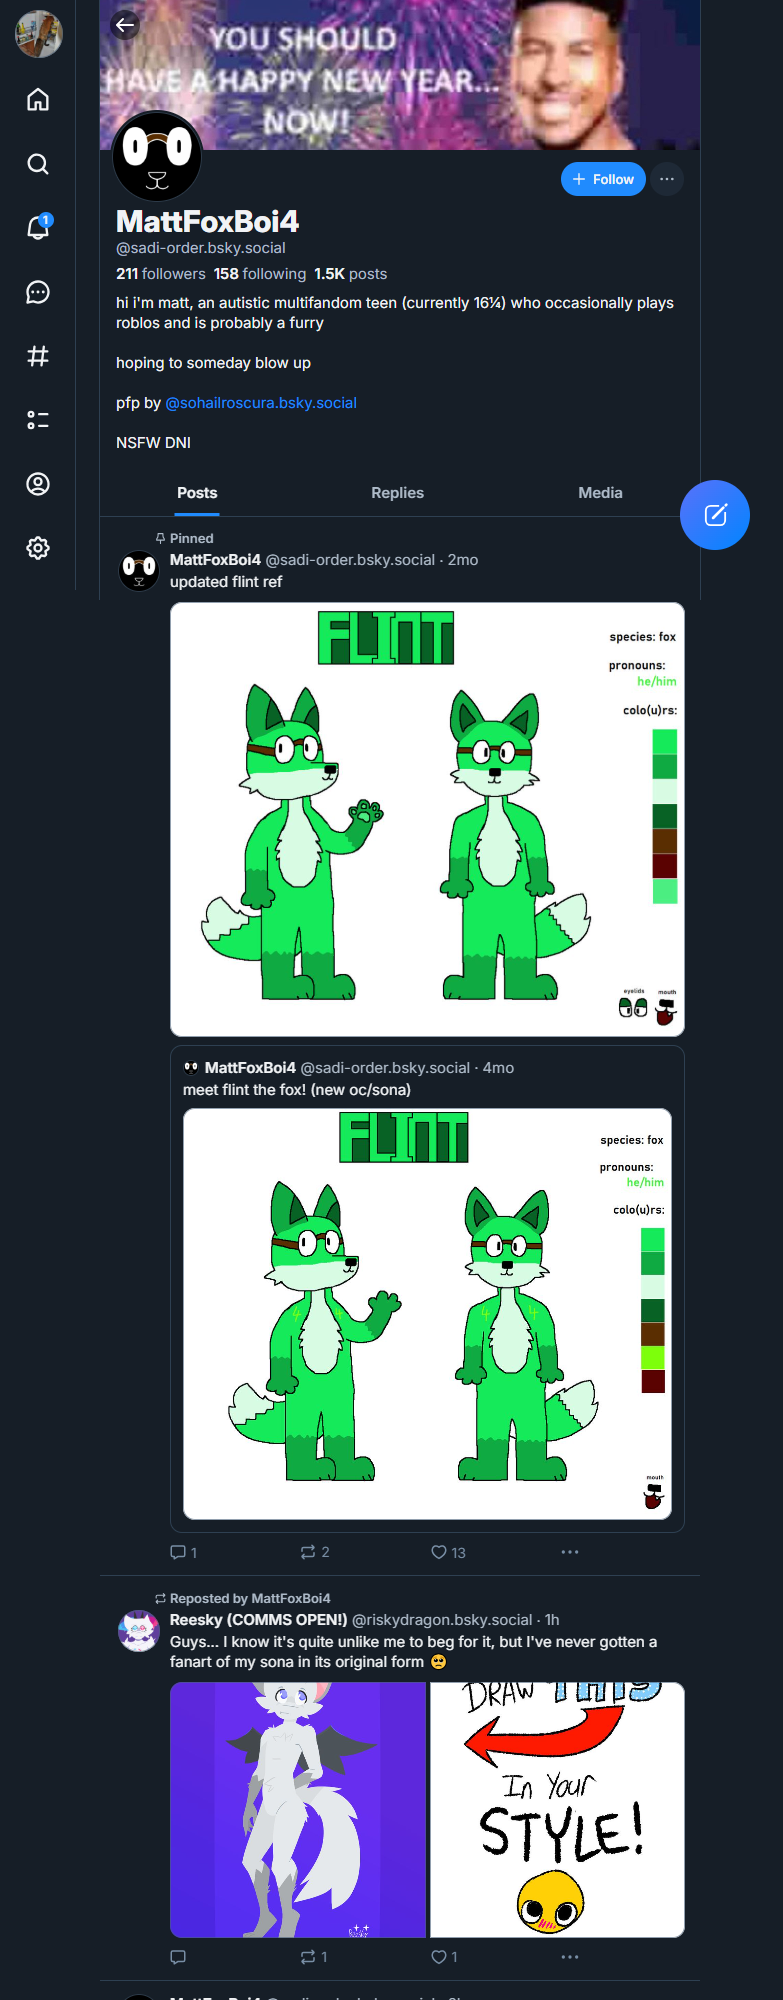 YOU SHOULD
HAVE A HAPPY NEW YEAR...
NOW!
+ Follow
MattFoxBoi4
@sadi-order.bsky.social
211 followers 158 following 1.5K posts
hi i'm matt, an autistic multifandom teen (currently 16¼) who occasionally plays
roblos and is probably a furry
hoping to someday blow up
pfp by @sohailroscura.bsky.social
NSFW DNI
Posts Replies Media
1
Pinned
MattFoxBoi4 @sadi-order.bsky.social · 2mo
updated flint ref
FLINT
species: fox
pronouns:
he/him
colo(u)rs:
eyelids mouth
MattFoxBoi4 @sadi-order.bsky.social · 4mo
meet flint the fox! (new oc/sona)
FLINT
species: fox
pronouns:
he/him
colo(u)rs:
4 4 4 4
mouth
1 2 13
Reposted by MattFoxBoi4
Reesky (COMMS OPEN!) @riskydragon.bsky.social · 1h
Guys... I know it's quite unlike me to beg for it, but I've never gotten a
fanart of my sona in its original form 🥺
DRAW THIS
In Your
STYLE!
1 1